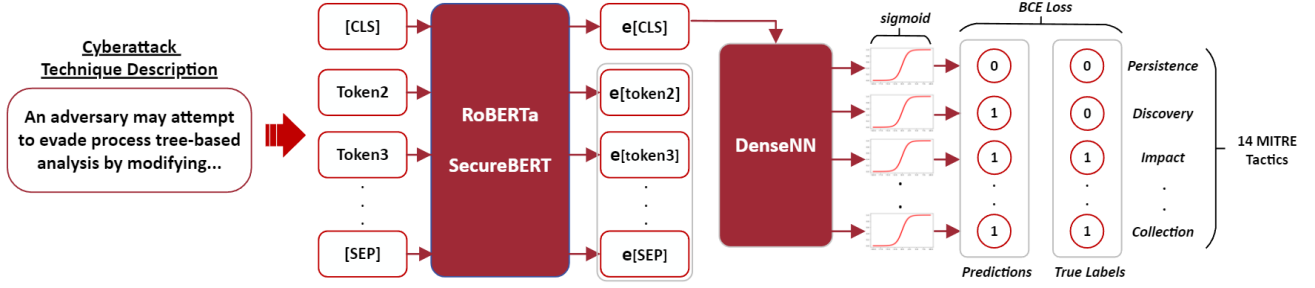 Cyberattack
Technique Description
An adversary may attempt
to evade process tree-based
analysis by modifying...
[CLS]
Token2
Token3
[SEP]
RoBERTa
SecureBERT
e[CLS]
e[token2]
e[token3]
e[SEP]
DenseNN
sigmoid
BCE Loss
0 0 Persistence
1 0 Discovery
1 1 Impact
1 1 Collection
Predictions True Labels
14 MITRE
Tactics